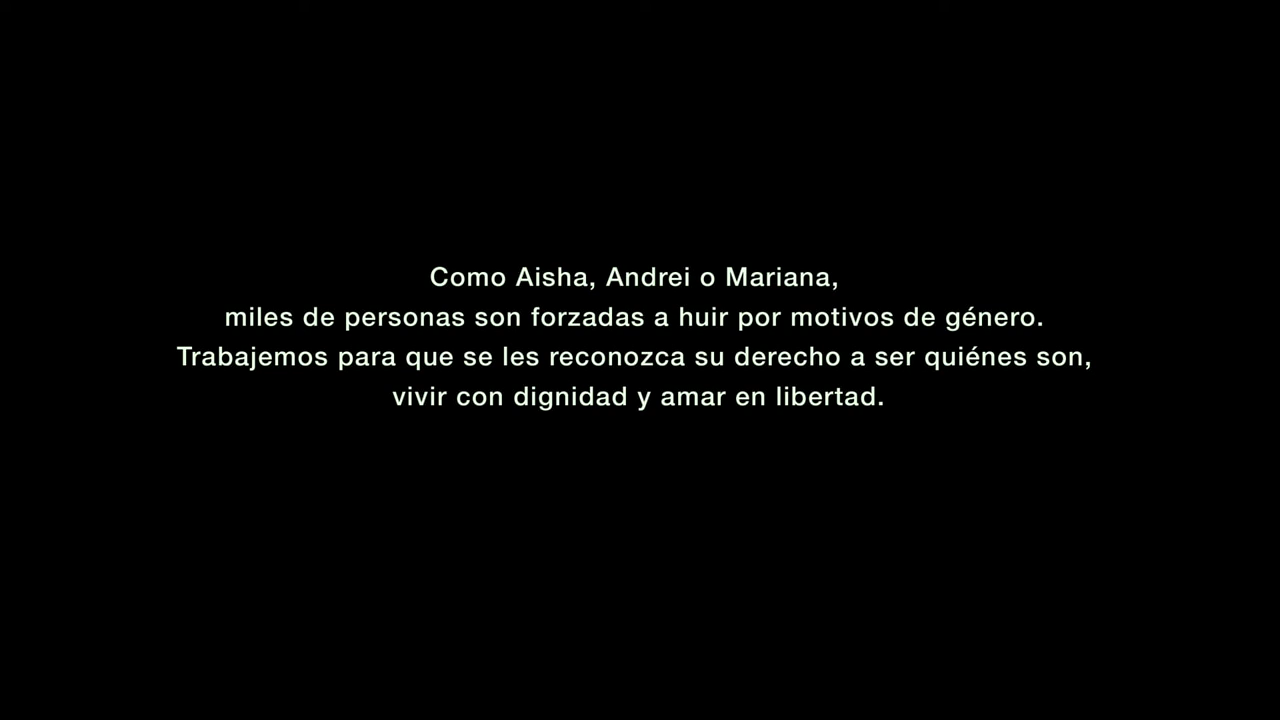 Como Aisha, Andrei o Mariana,
miles de personas son forzadas a huir por motivos de género.
Trabajemos para que se les reconozca su derecho a ser quiénes son,
vivir con dignidad y amar en libertad.